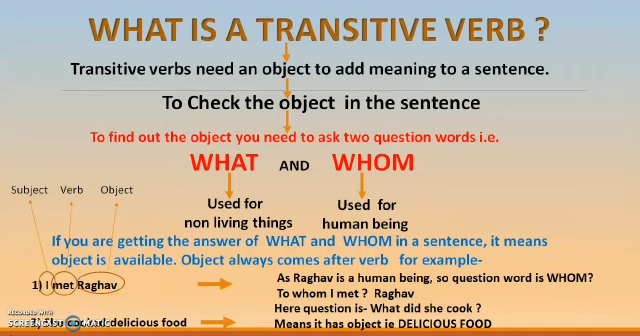 WHAT IS A TRANSITIVE VERB ?
Transitive verbs need an object to add meaning to a sentence.
To Check the object in the sentence
To find out the object you need to ask two question words i.e.
WHAT AND WHOM
Subject Verb Object
Used for
non living things
Used for
human being
If you are getting the answer of WHAT and WHOM in a sentence, it means
object is available. Object always comes after verb for example-
1) I met Raghav
As Raghav is a human being, so question word is WHOM?
To whom I met ? Raghav
Here question is- What did she cook ?
cooked delicious food
Means it has object ie DELICIOUS FOOD
RECORDED WITH
SCREENCAST MATIC